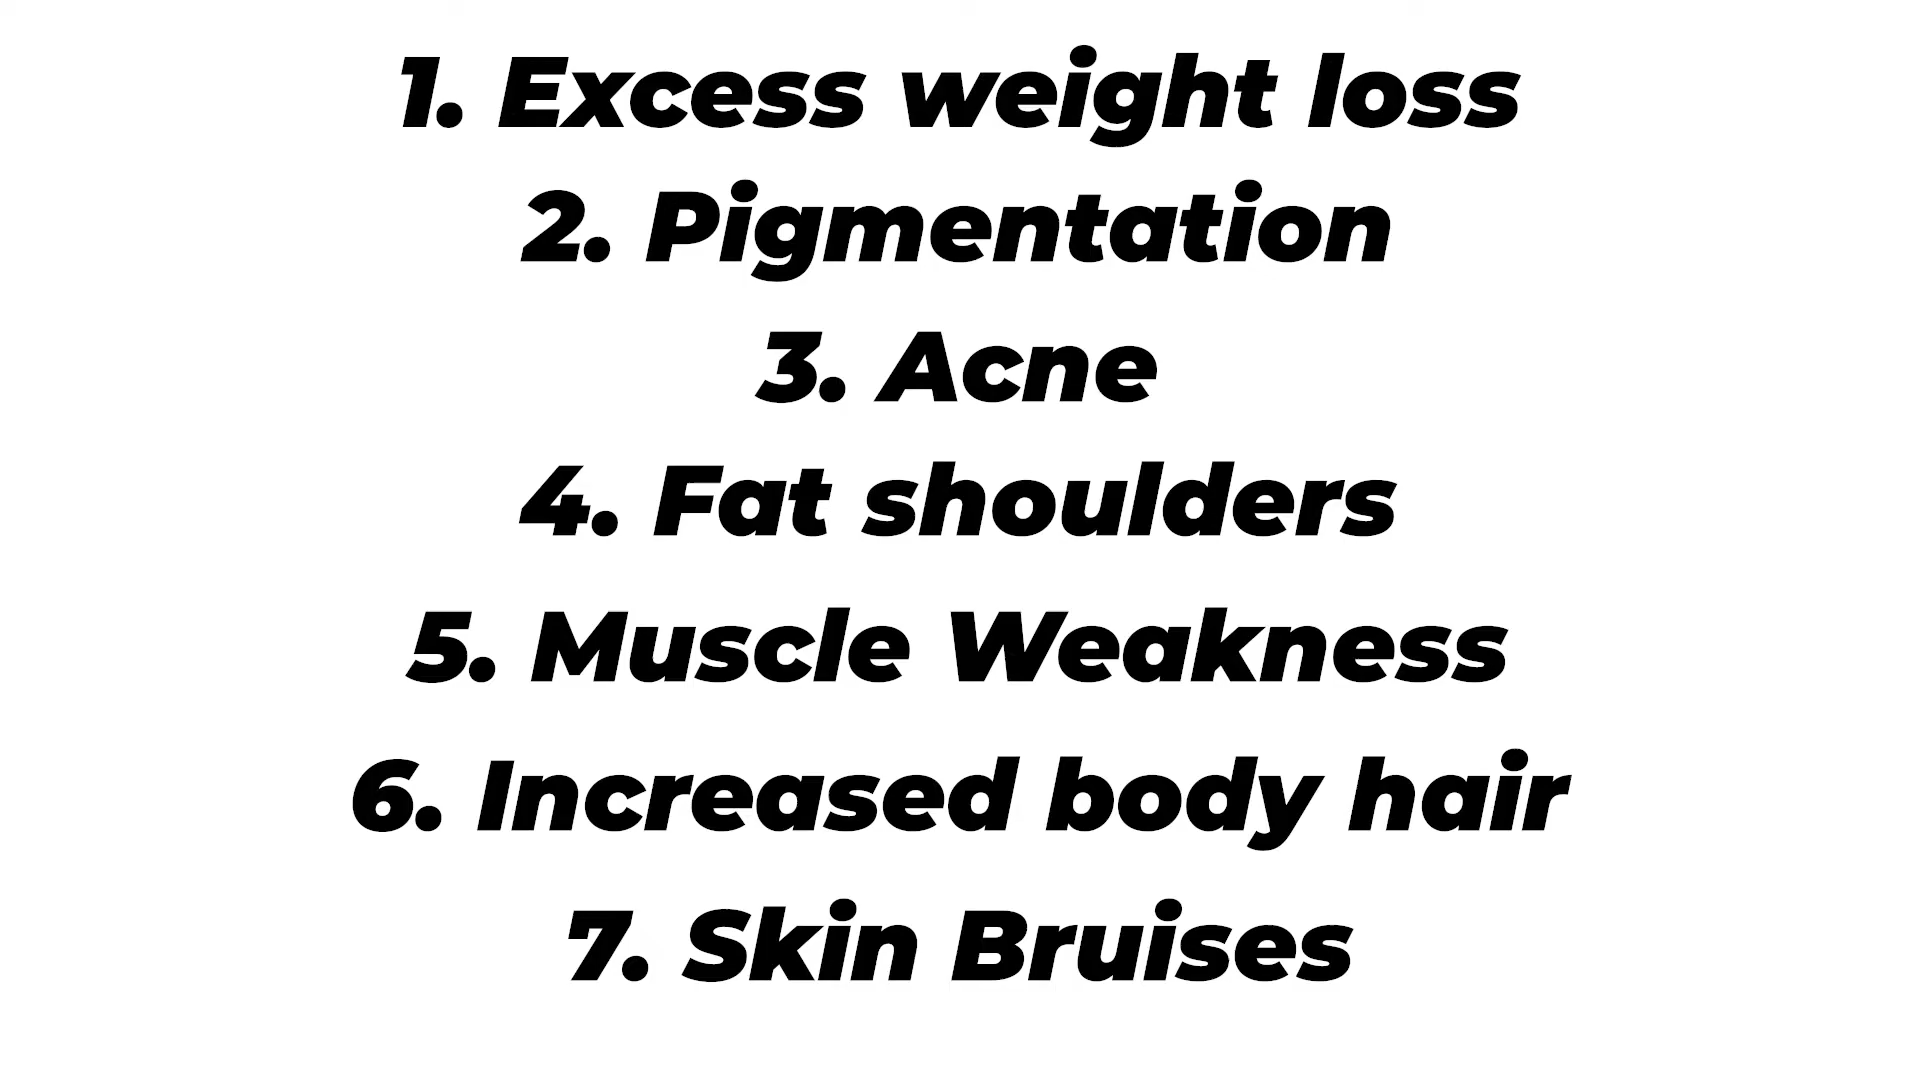 1. Excess weight loss
2. Pigmentation
3. Acne
4. Fat shoulders
5. Muscle Weakness
6. Increased body hair
7. Skin Bruises